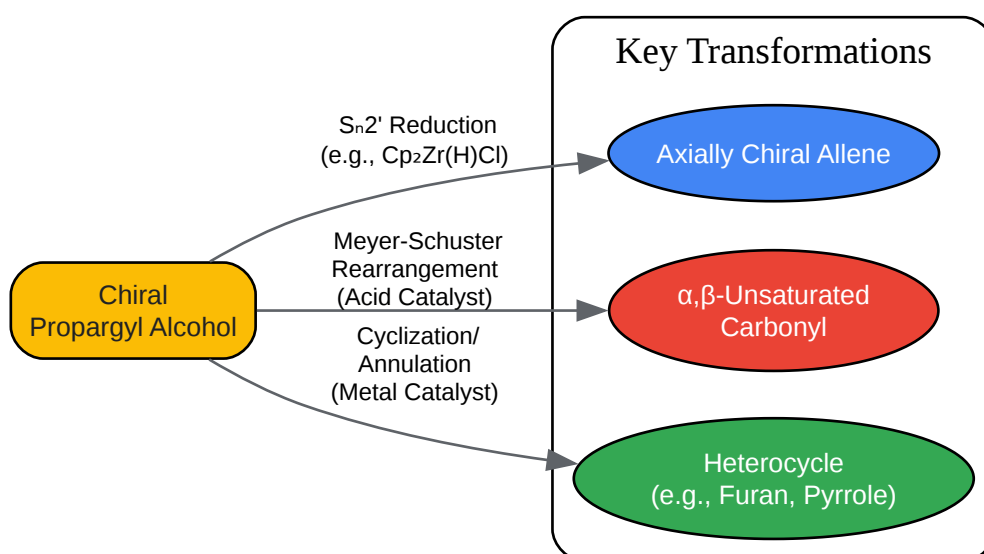 Key Transformations
Sₙ2' Reduction
(e.g., Cp₂Zr(H)Cl)
Axially Chiral Allene
Meyer-Schuster
Rearrangement
(Acid Catalyst)
Chiral
Propargyl Alcohol
α,β-Unsaturated
Carbonyl
Cyclization/
Annulation
(Metal Catalyst)
Heterocycle
(e.g., Furan, Pyrrole)